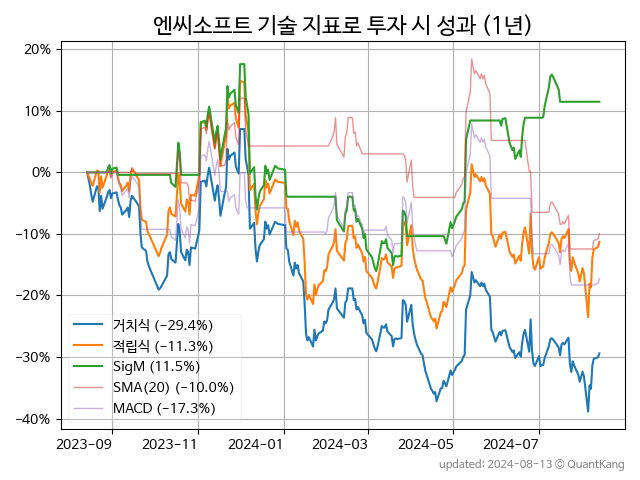 엔씨소프트 기술 지표로 투자 시 성과 (1년)
20%
10%
0%
−10%
−20%
−30%
−40%
거치식 (−29.4%)
적립식 (−11.3%)
SigM (11.5%)
SMA(20) (−10.0%)
MACD (−17.3%)
2023-09 2023-11 2024-01 2024-03 2024-05 2024-07
updated: 2024-08-13 © QuantKang